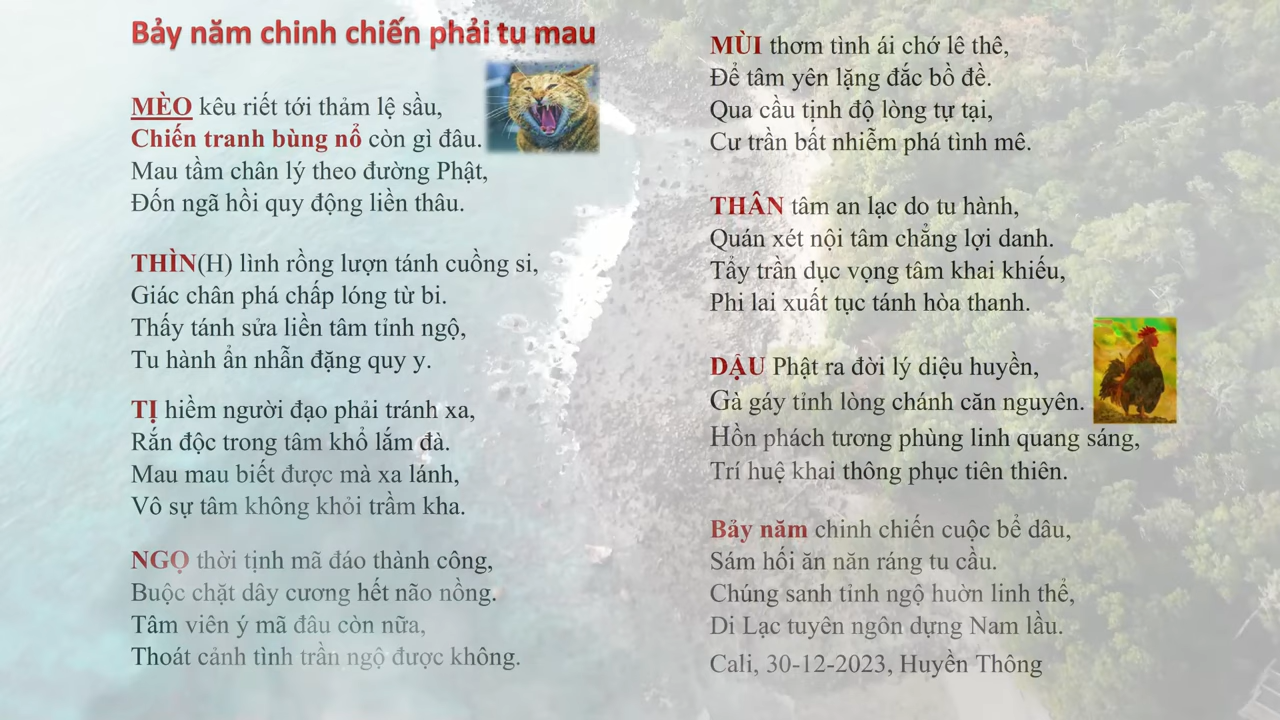 Bảy năm chinh chiến phải tu mau
MÈO kêu riết tới thảm lệ sầu,
Chiến tranh bùng nổ còn gì đâu.
Mau tầm chân lý theo đường Phật,
Đốn ngã hồi quy động liền thâu.
THÌN(H) lình rồng lượn tánh cuồng si,
Giác chân phá chấp lóng từ bi.
Thấy tánh sửa liền tâm tỉnh ngộ,
Tu hành ẩn nhẫn đặng quy y.
TỊ hiềm người đạo phải tránh xa,
Rắn độc trong tâm khổ lắm đà.
Mau mau biết được mà xa lánh,
Vô sự tâm không khỏi trầm kha.
NGỌ thời tịnh mã đáo thành công,
Buộc chặt dây cương hết não nồng.
Tâm viên ý mã đâu còn nữa,
Thoát cảnh tình trần ngộ được không.
MÙI thơm tình ái chớ lê thê,
Để tâm yên lặng đắc bồ đề.
Qua cầu tịnh độ lòng tự tại,
Cư trần bất nhiễm phá tình mê.
THÂN tâm an lạc do tu hành,
Quán xét nội tâm chẳng lợi danh.
Tẩy trần dục vọng tâm khai khiếu,
Phi lai xuất tục tánh hòa thanh.
DẬU Phật ra đời lý diệu huyền,
Gà gáy tỉnh lòng chánh căn nguyên.
Hồn phách tương phùng linh quang sáng,
Trí huệ khai thông phục tiên thiên.
Bảy năm chinh chiến cuộc bể dâu,
Sám hối ăn năn ráng tu cầu.
Chúng sanh tỉnh ngộ huờn linh thể,
Di Lạc tuyên ngôn dựng Nam lầu.
Cali, 30-12-2023, Huyền Thông